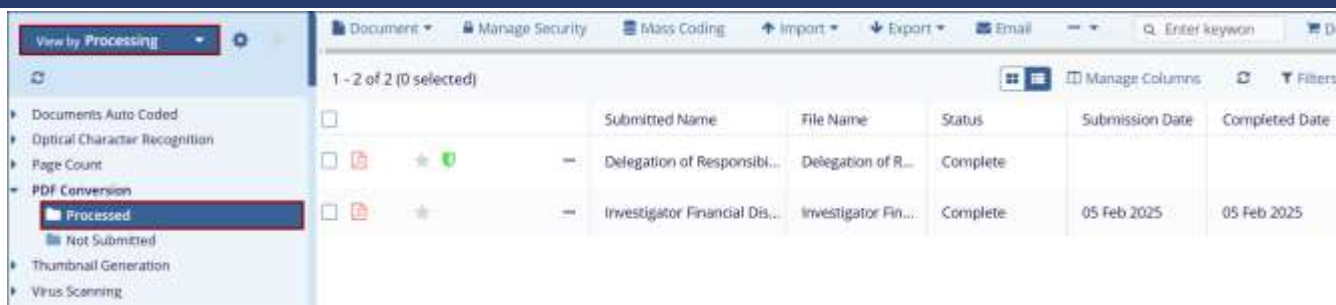 View by Processing
Document Manage Security Mass Coding Import Export Email Enter keywor D
1 - 2 of 2 (0 selected) Manage Columns Filters
Documents Auto Coded
Optical Character Recognition
Page Count
PDF Conversion
Processed
Not Submitted
Thumbnail Generation
Virus Scanning
Submitted Name File Name Status Submission Date Completed Date
Delegation of Responsibi... Delegation of R... Complete
Investigator Financial Dis... Investigator Fin... Complete 05 Feb 2025 05 Feb 2025